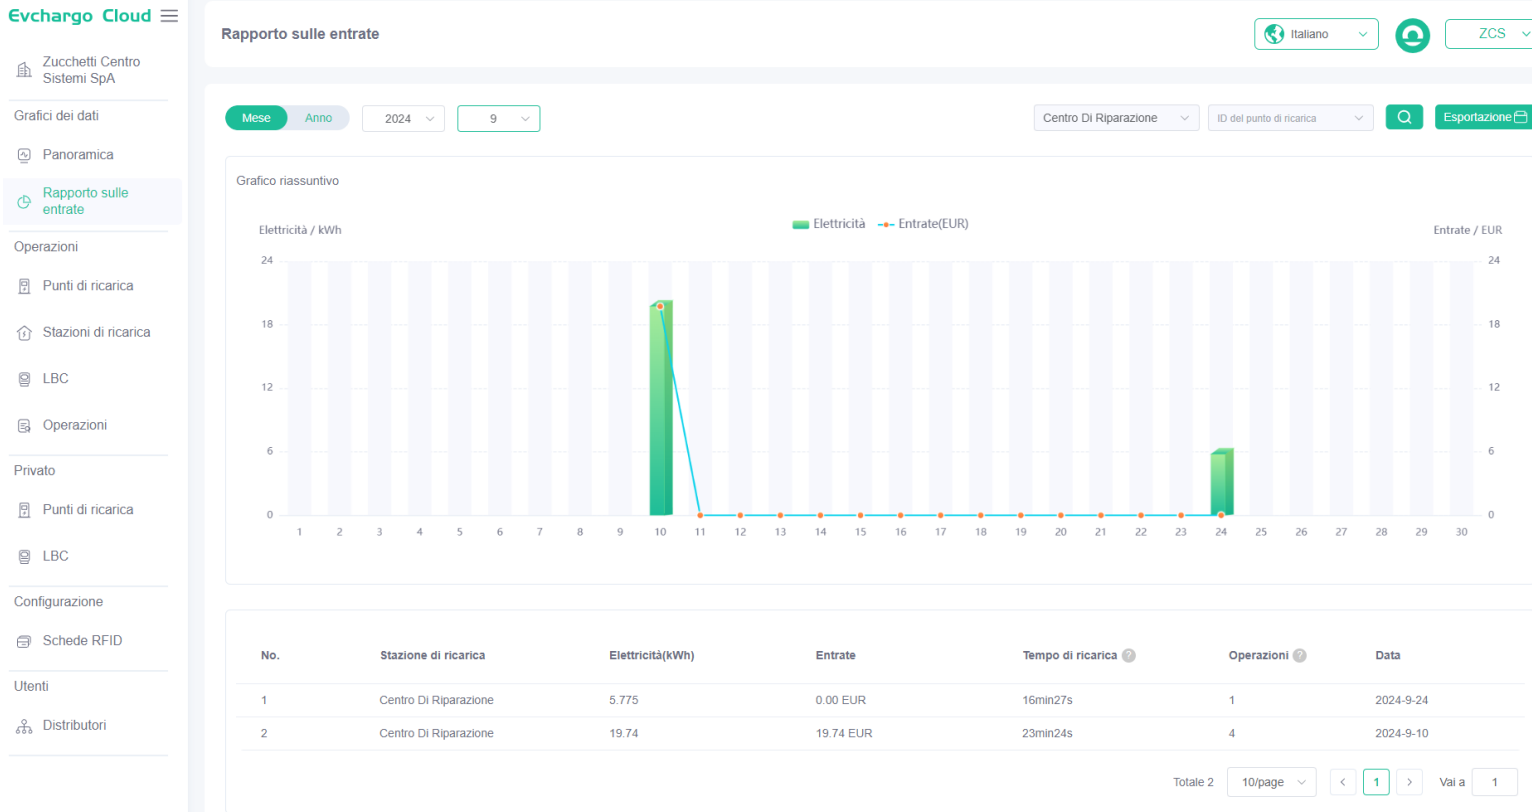 Evchargo Cloud
Zucchetti Centro
Sistemi SpA
Grafici dei dati
Panoramica
Rapporto sulle
entrate
Operazioni
Punti di ricarica
Stazioni di ricarica
LBC
Operazioni
Privato
Punti di ricarica
LBC
Configurazione
Schede RFID
Utenti
Distributori
Rapporto sulle entrate
Italiano
ZCS
Mese Anno 2024 9 Centro Di Riparazione ID del punto di ricarica Esportazione
Grafico riassuntivo
Elettricità Entrate(EUR)
Elettricità / kWh Entrate / EUR
24 24
18 18
12 12
6 6
0 0
1 2 3 4 5 6 7 8 9 10 11 12 13 14 15 16 17 18 19 20 21 22 23 24 25 26 27 28 29 30
No. Stazione di ricarica Elettricità(kWh) Entrate Tempo di ricarica ? Operazioni ? Data
1 Centro Di Riparazione 5.775 0.00 EUR 16min27s 1 2024-9-24
2 Centro Di Riparazione 19.74 19.74 EUR 23min24s 4 2024-9-10
Totale 2 10/page < 1 > Vai a 1